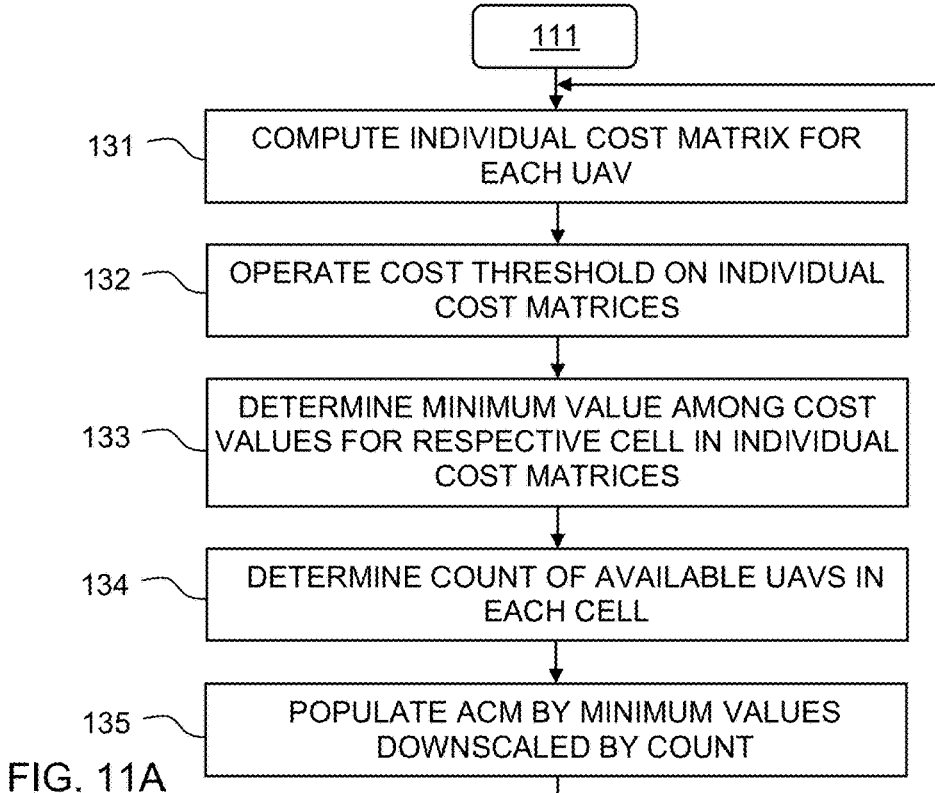 111
131
COMPUTE INDIVIDUAL COST MATRIX FOR
EACH UAV
132
OPERATE COST THRESHOLD ON INDIVIDUAL
COST MATRICES
133
DETERMINE MINIMUM VALUE AMONG COST
VALUES FOR RESPECTIVE CELL IN INDIVIDUAL
COST MATRICES
134
DETERMINE COUNT OF AVAILABLE UAVS IN
EACH CELL
135
POPULATE ACM BY MINIMUM VALUES
DOWNSCALED BY COUNT
FIG. 11A